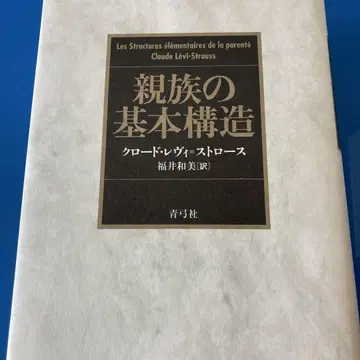 Les Structures élémentaires de la parenté
Claude Lévi-Strauss
親族の
基本構造
クロード・レヴィ=ストロース
福井和美[訳]
青弓社